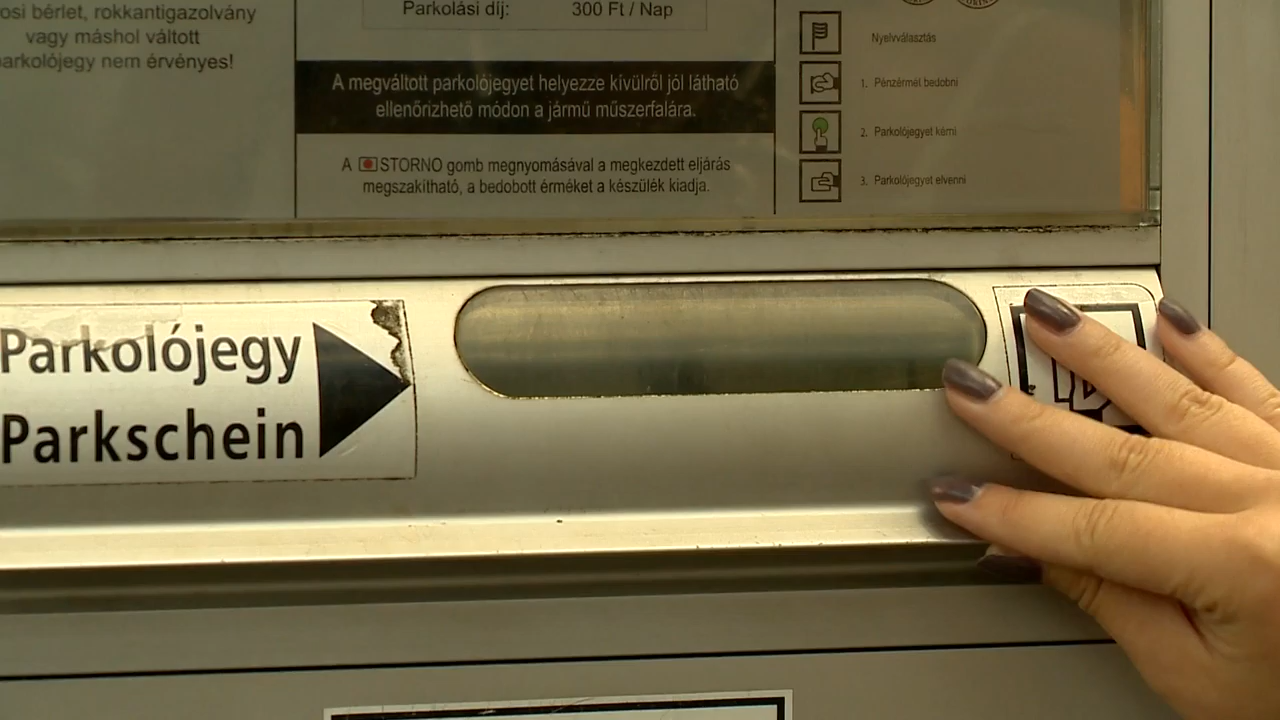 osi bérlet, rokkantigazolvány
vagy máshol váltott
parkolójegy nem érvényes!
Parkolási díj: 300 Ft / Nap
A megváltott parkolójegyet helyezze kívülről jól látható
ellenőrizhető módon a jármű műszerfalára.
A STORNO gomb megnyomásával a megkezdett eljárás
megszakítható, a bedobott érméket a készülék kiadja.
Nyelvválasztás
1. Pénzérmét bedobni
2. Parkolójegyet kérni
3. Parkolójegyet elvenni
Parkolójegy
Parkschein